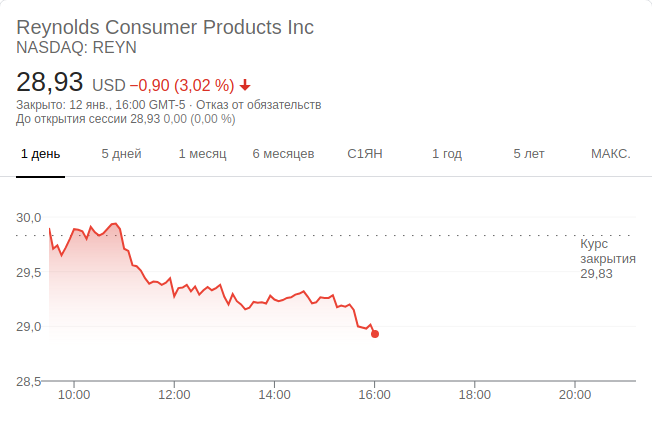 Reynolds Consumer Products Inc
NASDAQ: REYN
28,93 USD −0,90 (3,02 %)
Закрыто: 12 янв., 16:00 GMT-5 · Отказ от обязательств
До открытия сессии 28,93 0,00 (0,00 %)
1 день 5 дней 1 месяц 6 месяцев С1ЯН 1 год 5 лет МАКС.
30,0
Курс
закрытия
29,83
29,5
29,0
28,5
10:00 12:00 14:00 16:00 18:00 20:00